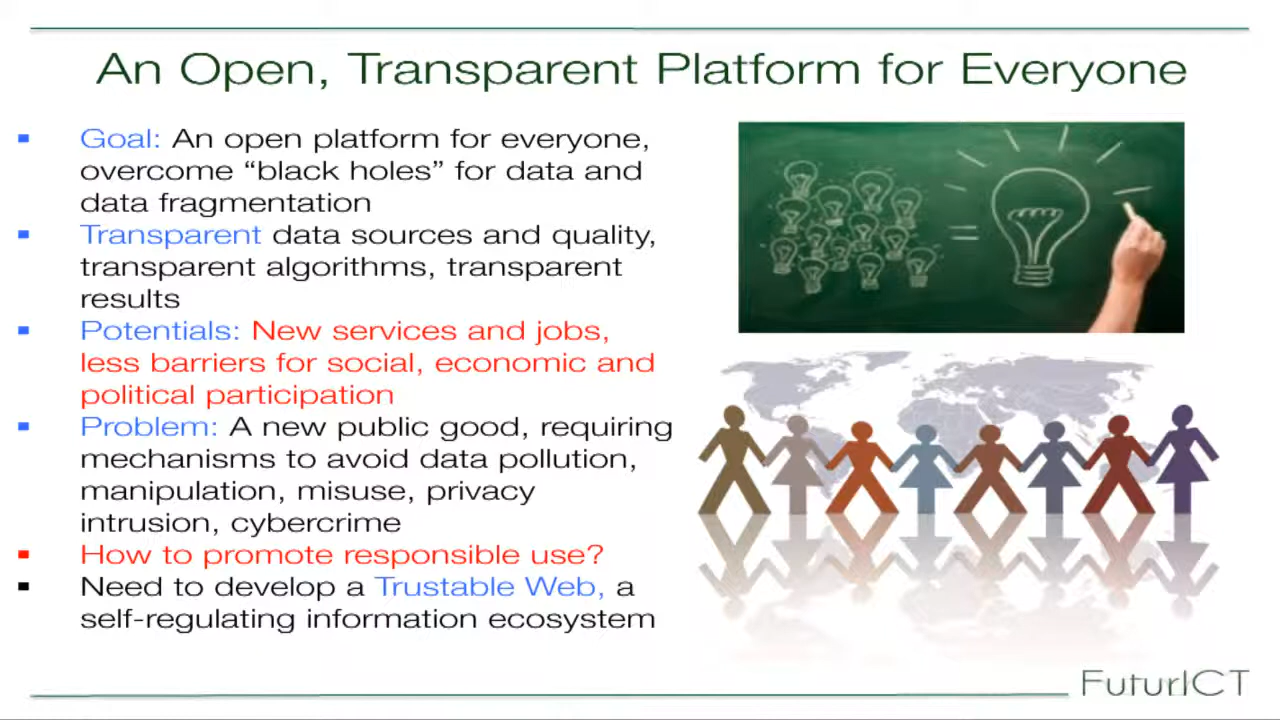 An Open, Transparent Platform for Everyone
Goal: An open platform for everyone,
overcome “black holes” for data and
data fragmentation
Transparent data sources and quality,
transparent algorithms, transparent
results
Potentials: New services and jobs,
less barriers for social, economic and
political participation
Problem: A new public good, requiring
mechanisms to avoid data pollution,
manipulation, misuse, privacy
intrusion, cybercrime
How to promote responsible use?
Need to develop a Trustable Web, a
self-regulating information ecosystem
=
FuturICT